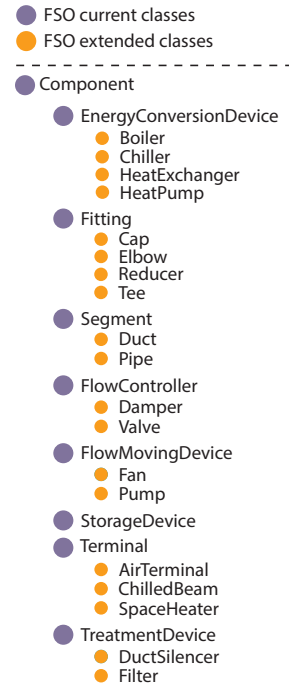 FSO current classes
FSO extended classes
Component
EnergyConversionDevice
Boiler
Chiller
HeatExchanger
HeatPump
Fitting
Cap
Elbow
Reducer
Tee
Segment
Duct
Pipe
FlowController
Damper
Valve
FlowMovingDevice
Fan
Pump
StorageDevice
Terminal
AirTerminal
ChilledBeam
SpaceHeater
TreatmentDevice
DuctSilencer
Filter